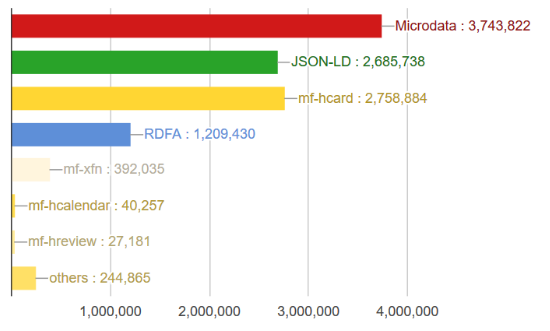 Microdata : 3,743,822
JSON-LD : 2,685,738
mf-hcard : 2,758,884
RDFA : 1,209,430
mf-xfn : 392,035
mf-hcalendar : 40,257
mf-hreview : 27,181
others : 244,865
1,000,000 2,000,000 3,000,000 4,000,000